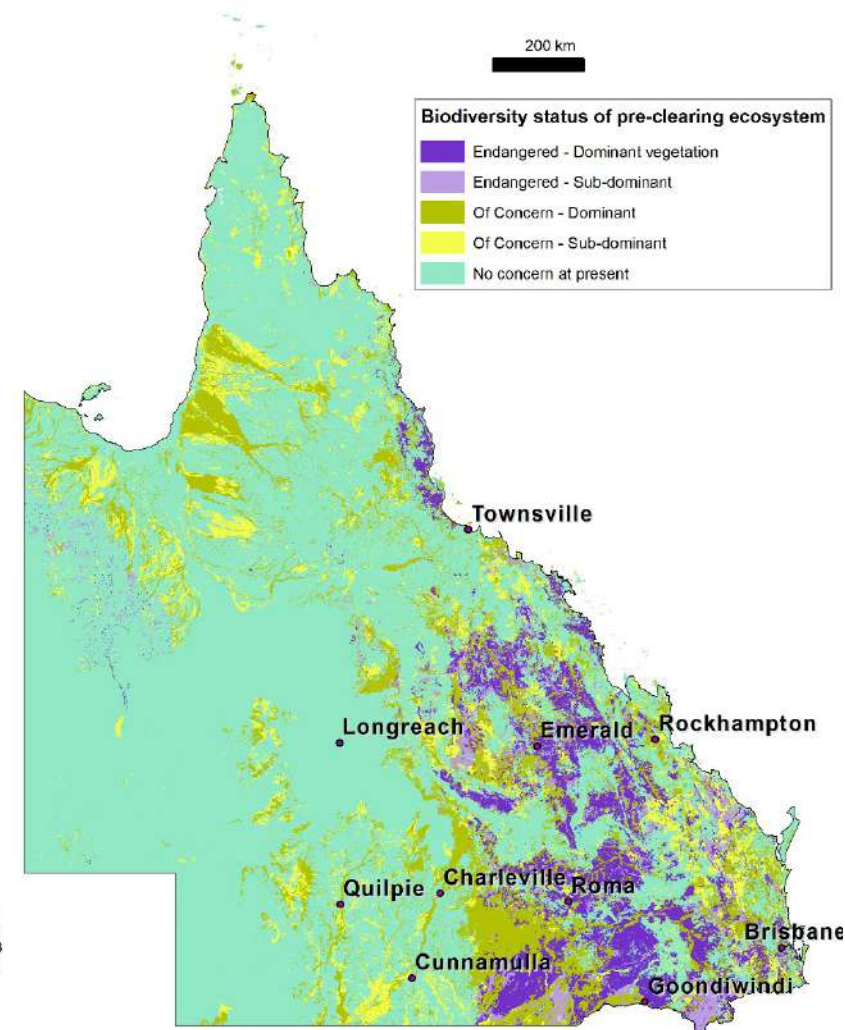 200 km
Biodiversity status of pre-clearing ecosystem
Endangered - Dominant vegetation
Endangered - Sub-dominant
Of Concern - Dominant
Of Concern - Sub-dominant
No concern at present
Townsville
Longreach
Emerald
Rockhampton
Quilpie
Charleville
Roma
Brisbane
Cunnamulla
Goondiwindi